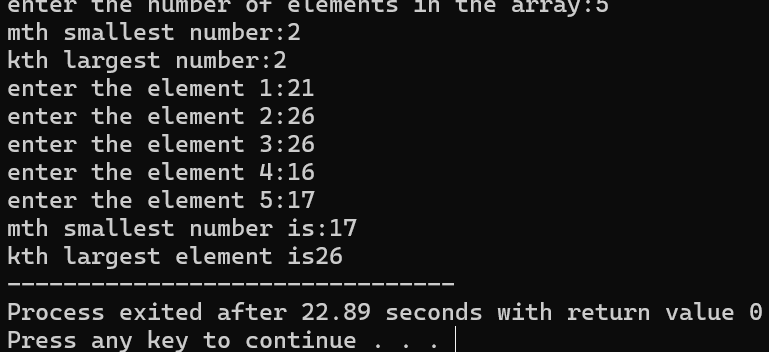 enter the number of elements in the array:5
mth smallest number:2
kth largest number:2
enter the element 1:21
enter the element 2:26
enter the element 3:26
enter the element 4:16
enter the element 5:17
mth smallest number is:17
kth largest element is26
--------------------------------
Process exited after 22.89 seconds with return value 0
Press any key to continue . . .